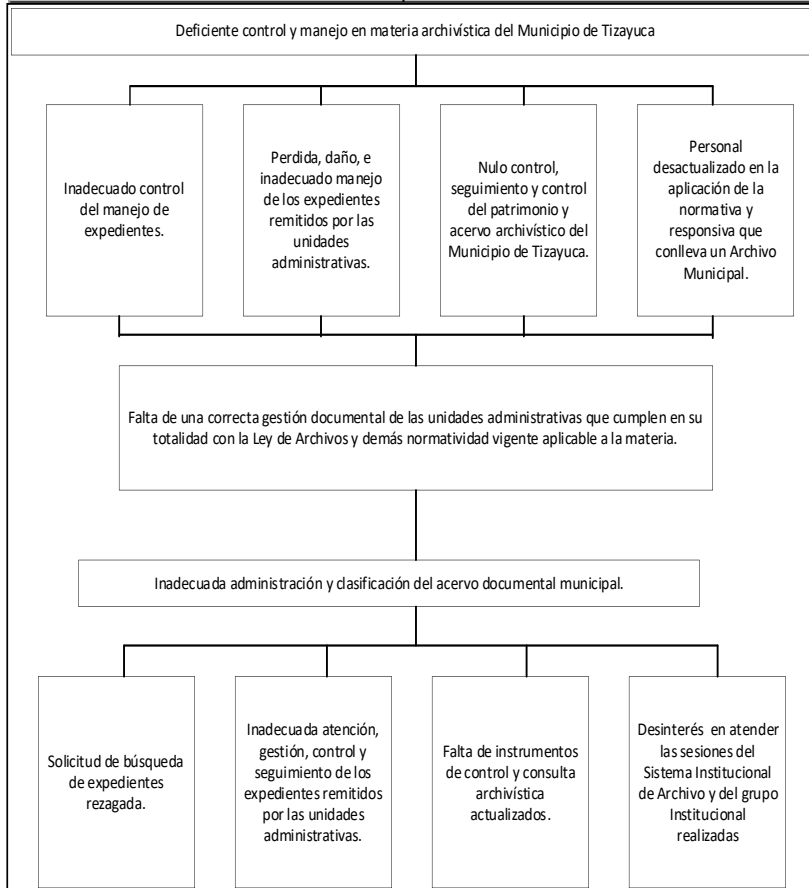 Deficiente control y manejo en materia archivística del Municipio de Tizayuca
Inadecuado control
del manejo de
expedientes.
Perdida, daño, e
inadecuado manejo
de los expedientes
remitidos por las
unidades
administrativas.
Nulo control,
seguimiento y control
del patrimonio y
acervo archivístico del
Municipio de Tizayuca.
Personal
desactualizado en la
aplicación de la
normativa y
responsiva que
conlleva un Archivo
Municipal.
Falta de una correcta gestión documental de las unidades administrativas que cumplen en su
totalidad con la Ley de Archivos y demás normatividad vigente aplicable a la materia.
Inadecuada administración y clasificación del acervo documental municipal.
Solicitud de búsqueda
de expedientes
rezagada.
Inadecuada atención,
gestión, control y
seguimiento de los
expedientes remitidos
por las unidades
administrativas.
Falta de instrumentos
de control y consulta
archivística
actualizados.
Desinterés en atender
las sesiones del
Sistema Institucional
de Archivo y del grupo
Institucional
realizadas